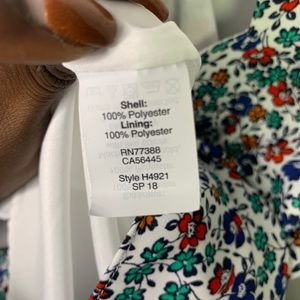 Shell:
100% Polyester
Lining:
100% Polyester
RN77388
CA56445
Style H4921
SP 18